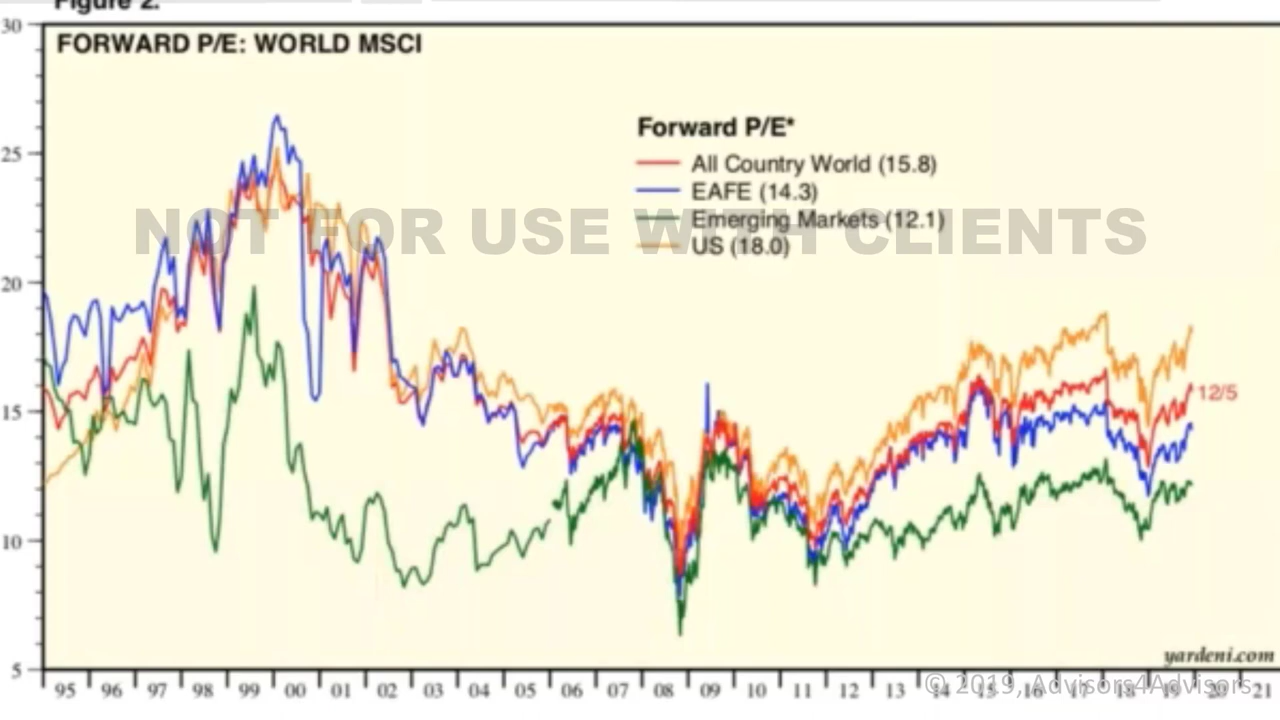 Figure 2.
30
FORWARD P/E: WORLD MSCI
Forward P/E*
All Country World (15.8)
EAFE (14.3)
Emerging Markets (12.1)
US (18.0)
NOT FOR USE WITH CLIENTS
25
20
15
12/5
10
5
yardeni.com
95 96 97 98 99 00 01 02 03 04 05 06 07 08 09 10 11 12 13 14 15 16 17 18 19 20 21
© 2019, Advisors4Advisors